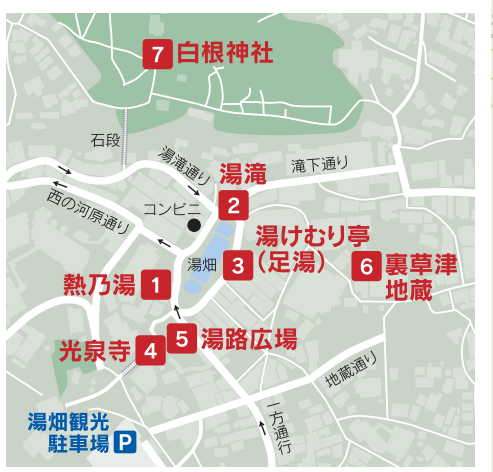 7 白根神社
石段
湯滝通り
滝下通り
湯滝
2
西の河原通り
コンビニ
湯けむり亭
3 (足湯)
湯畑
6 裏草津
地蔵
熱乃湯 1
5 湯路広場
光泉寺 4
地蔵通り
一方通行
湯畑観光
駐車場 P